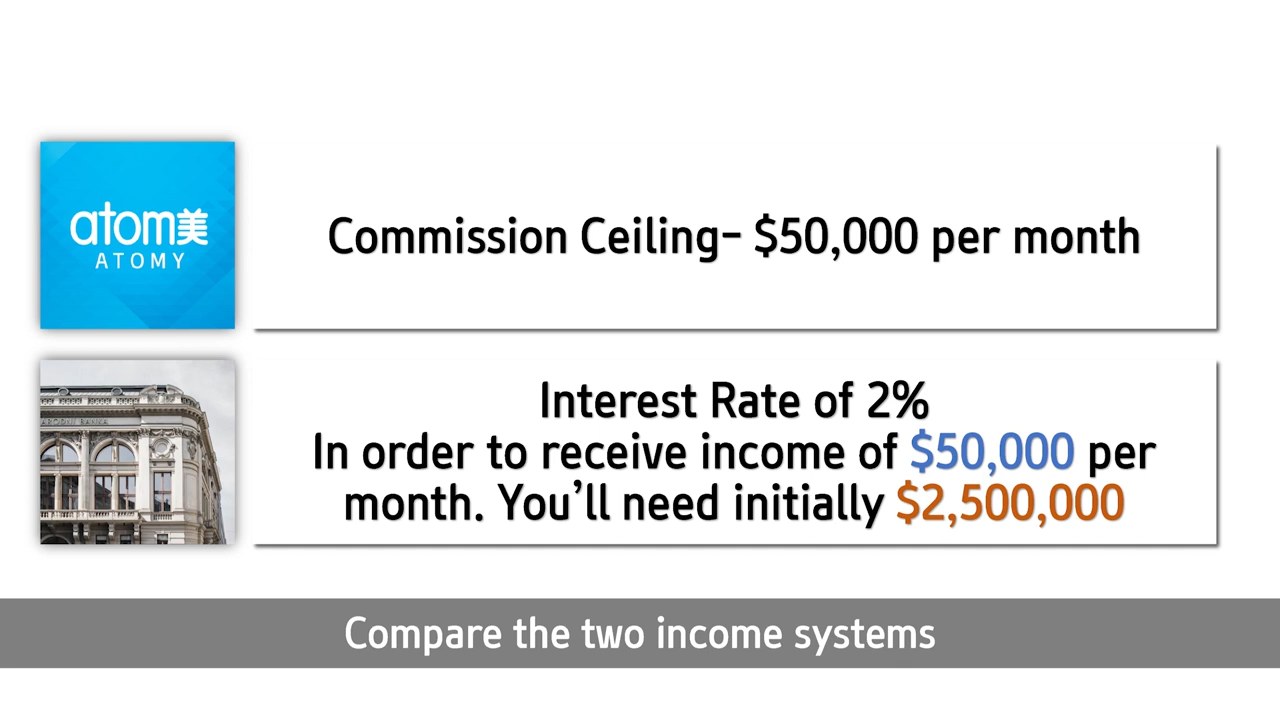 atom美
ATOMY
Commission Ceiling- $50,000 per month
Interest Rate of 2%
In order to receive income of $50,000 per
month. You’ll need initially $2,500,000
Compare the two income systems